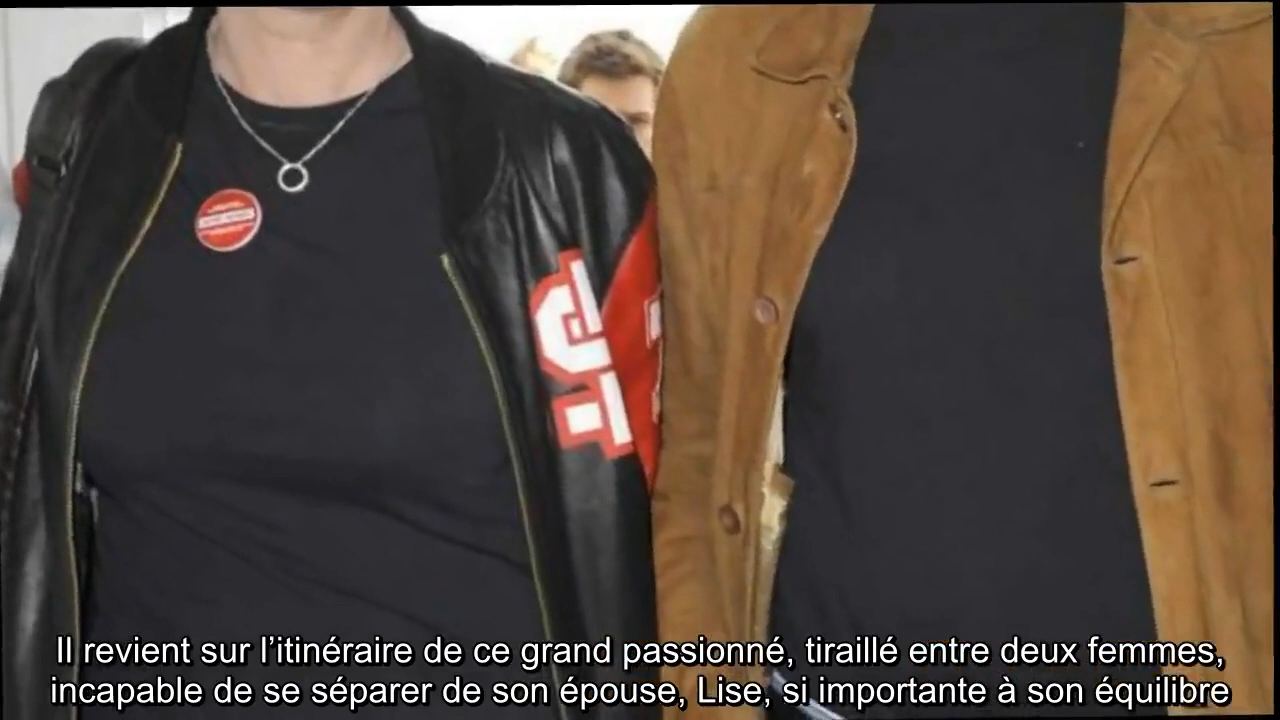 Il revient sur l’itinéraire de ce grand passionné, tiraillé entre deux femmes,
incapable de se séparer de son épouse, Lise, si importante à son équilibre